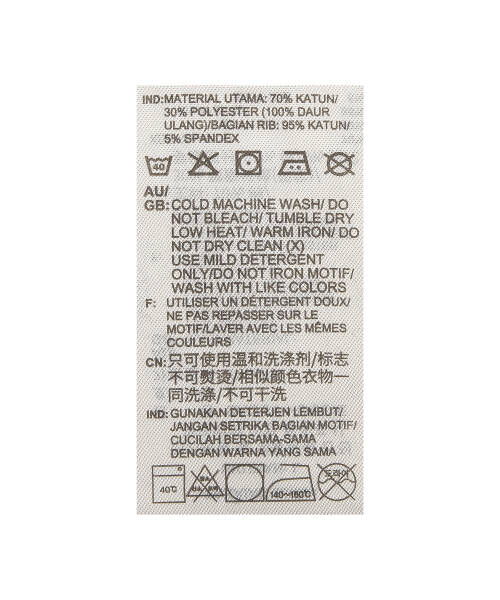 IND:MATERIAL UTAMA: 70% KATUN/
30% POLYESTER (100% DAUR
ULANG)/BAGIAN RIB: 95% KATUN/
5% SPANDEX
40
AU/
GB: COLD MACHINE WASH/ DO
NOT BLEACH/ TUMBLE DRY
LOW HEAT/ WARM IRON/ DO
NOT DRY CLEAN (X)
USE MILD DETERGENT
ONLY/DO NOT IRON MOTIF/
WASH WITH LIKE COLORS
F: UTILISER UN DÉTERGENT DOUX/
NE PAS REPASSER SUR LE
MOTIF/LAVER AVEC LES MÊMES
COULEURS
CN: 只可使用温和洗涤剂/标志
不可熨烫/相似颜色衣物一
同洗涤/不可干洗
IND: GUNAKAN DETERJEN LEMBUT/
JANGAN SETRIKA BAGIAN MOTIF/
CUCILAH BERSAMA-SAMA
DENGAN WARNA YANG SAMA
40℃ 140~160℃ 드라이